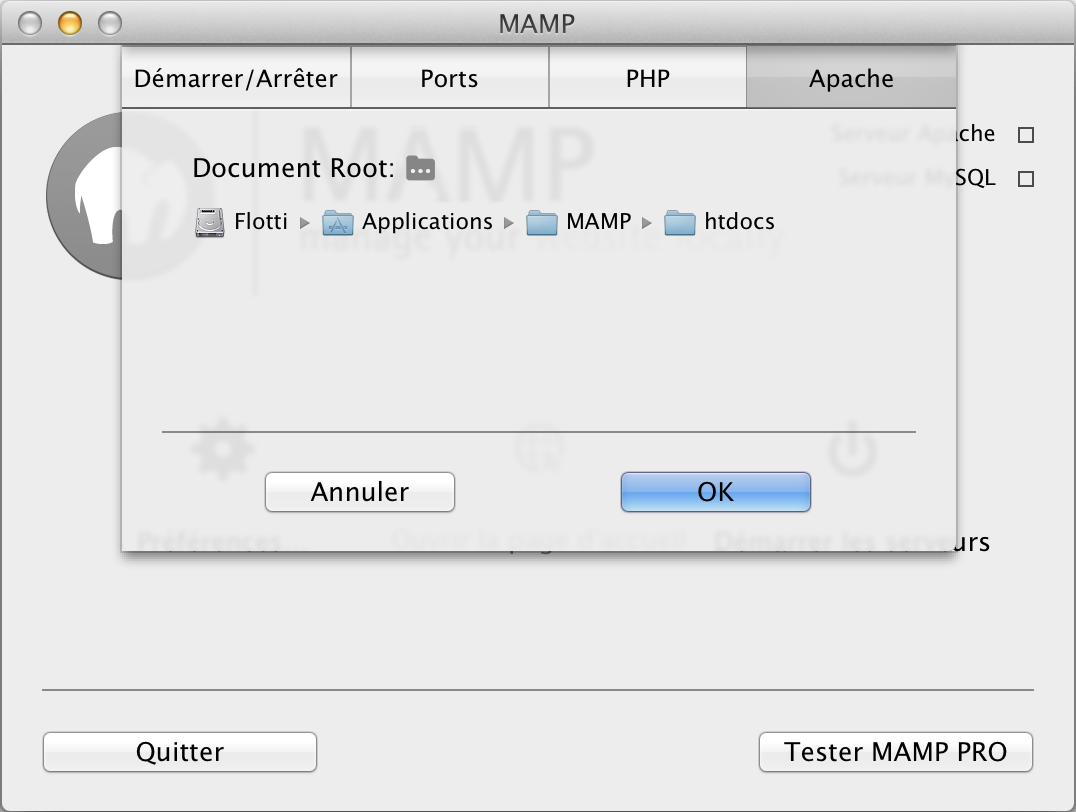 MAMP
Démarrer/Arrêter Ports PHP Apache
Serveur Apache
Document Root:
MAMP
Serveur MySQL
Flotti Applications MAMP htdocs
manage your website locally
Annuler OK
Préférences... Ouvrir la page d'accueil Démarrer les serveurs
Quitter Tester MAMP PRO